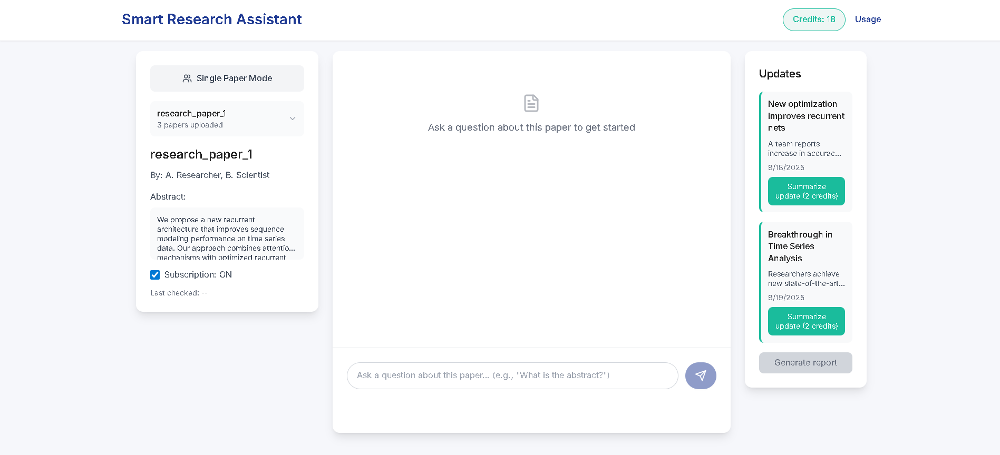 Smart Research Assistant
Credits: 18
Usage
Single Paper Mode
research_paper_1
3 papers uploaded
research_paper_1
By: A. Researcher, B. Scientist
Abstract:
We propose a new recurrent
architecture that improves sequence
modeling performance on time series
data. Our approach combines attentio...
mechanisms with optimized recurrent
Subscription: ON
Last checked: --
Ask a question about this paper to get started
Ask a question about this paper... (e.g., "What is the abstract?")
Updates
New optimization
improves recurrent
nets
A team reports
increase in accurac...
9/18/2025
Summarize
update (2 credits)
Breakthrough in
Time Series
Analysis
Researchers achieve
new state-of-the-art...
9/19/2025
Summarize
update (2 credits)
Generate report